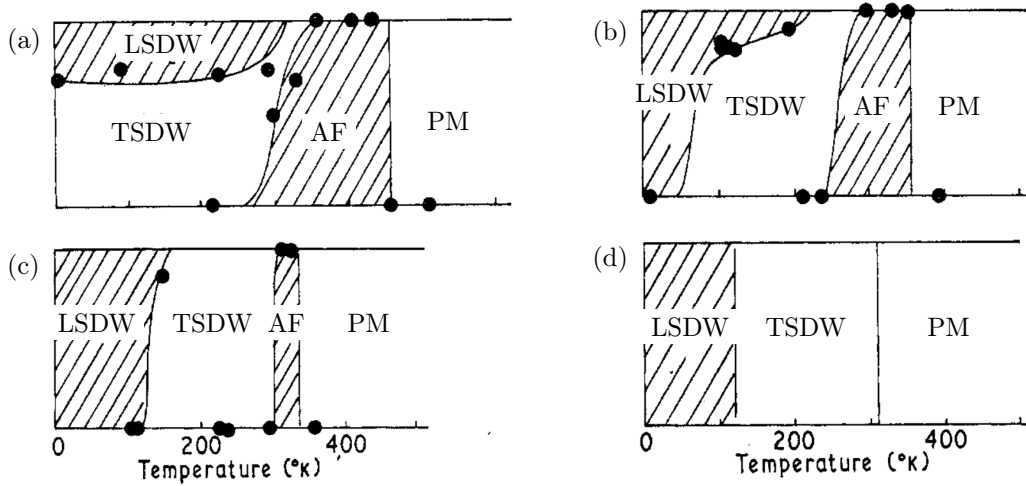 (a)
LSDW
TSDW
AF
PM
(b)
LSDW
TSDW
AF
PM
(c)
LSDW
TSDW
AF
PM
0
200
400
Temperature (°K)
(d)
LSDW
TSDW
PM
0
200
400
Temperature (°K)